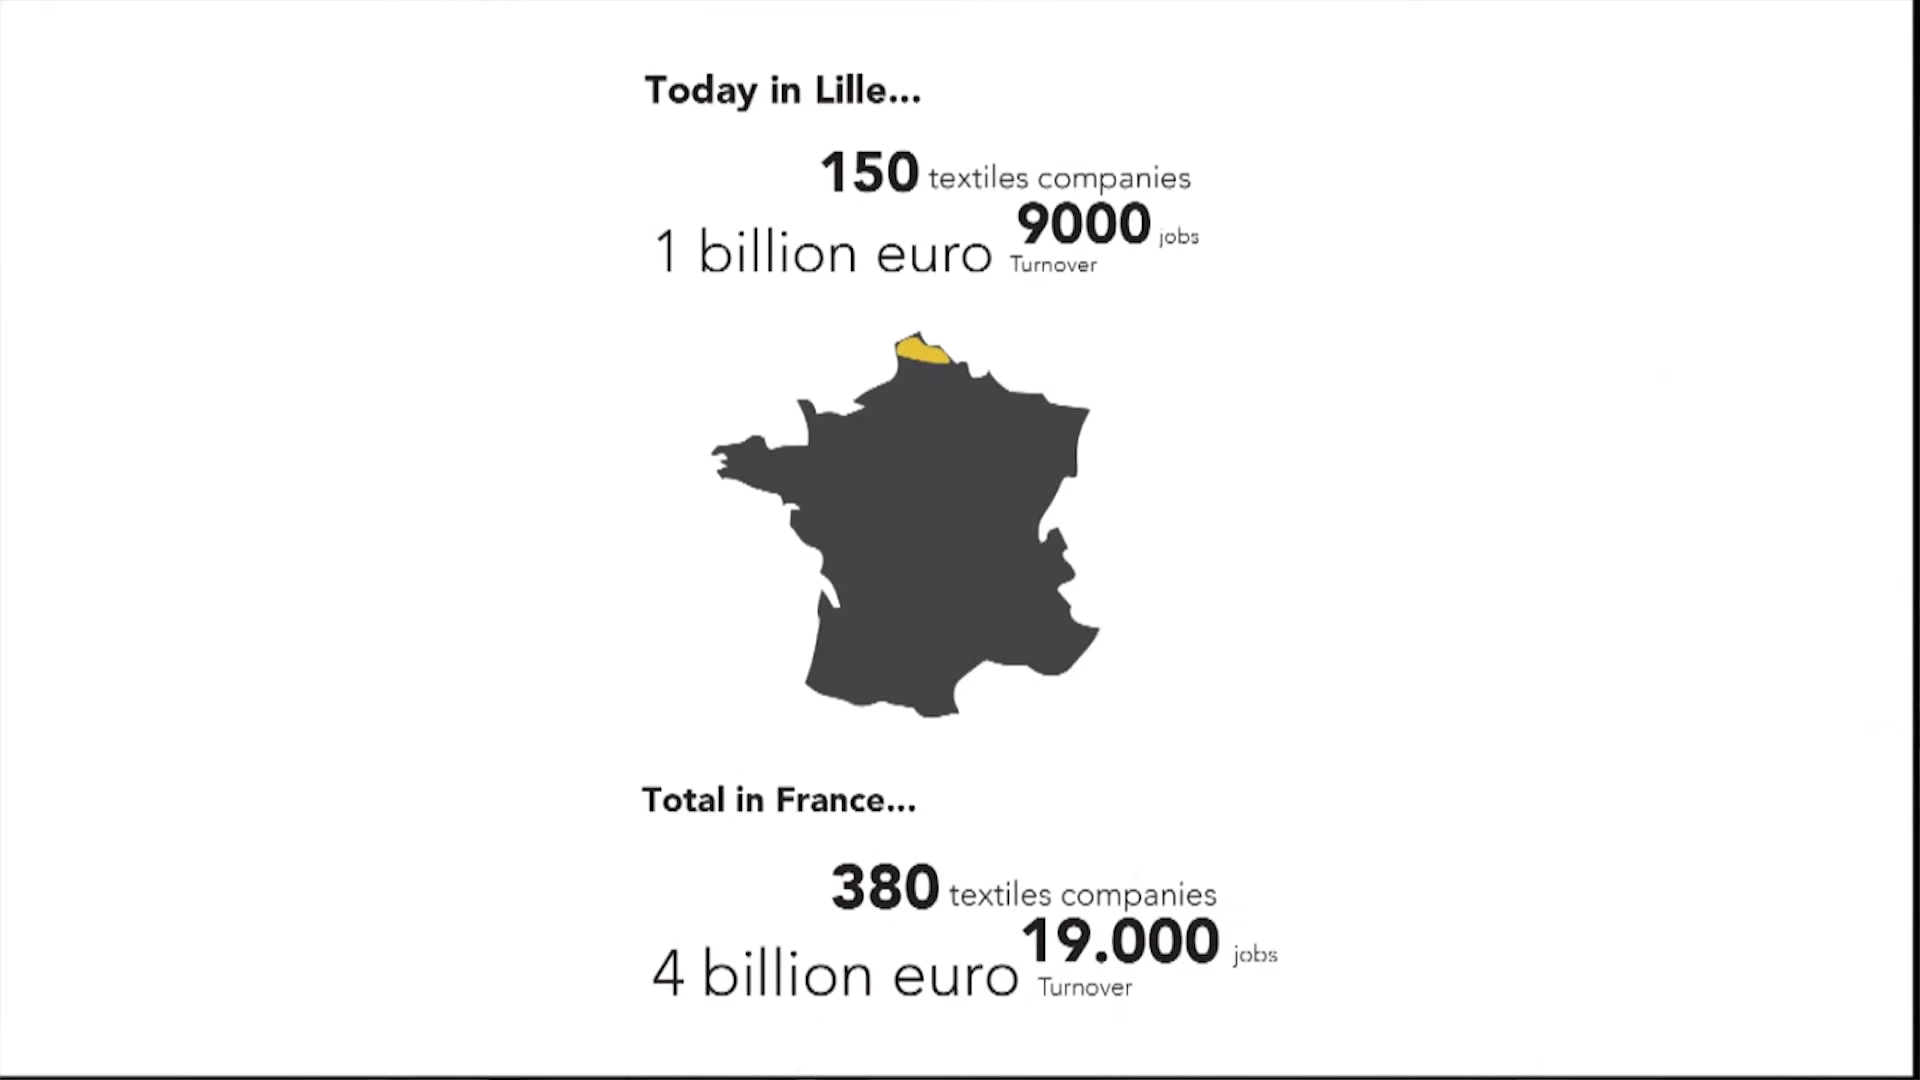 Today in Lille...
150 textiles companies
9000 jobs
1 billion euro Turnover
Total in France...
380 textiles companies
19.000 jobs
4 billion euro Turnover